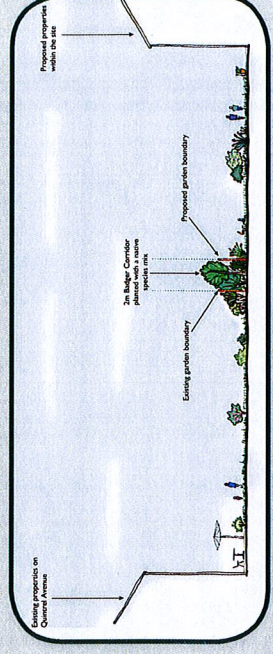 Existing properties on
Quintrel Avenue
Existing garden boundary
2m Badger Corridor
planted with a native
species mix
Proposed garden boundary
Proposed properties
within the site